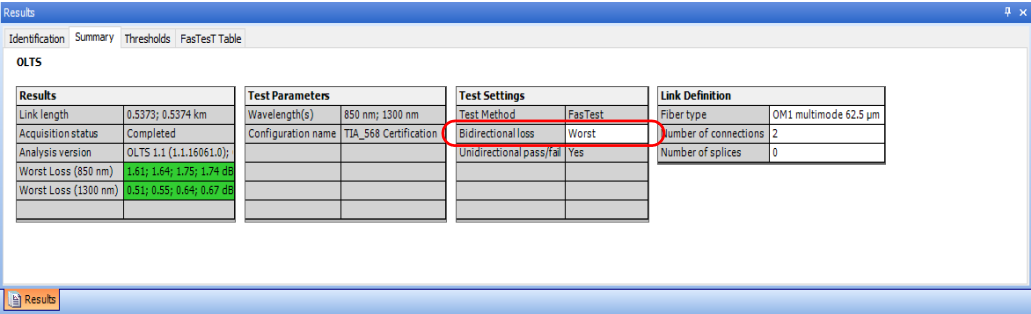 Results
Identification Summary Thresholds FasTesT Table
OLTS
Results
Link length 0.5373; 0.5374 km
Acquisition status Completed
Analysis version OLTS 1.1 (1.1.16061.0);
Worst Loss (850 nm) 1.61; 1.64; 1.75; 1.74 dB
Worst Loss (1300 nm) 0.51; 0.55; 0.64; 0.67 dB
Test Parameters
Wavelength(s) 850 nm; 1300 nm
Configuration name TIA_568 Certification
Test Settings
Test Method FasTest
Bidirectional loss Worst
Unidirectional pass/fail Yes
Link Definition
Fiber type OM1 multimode 62.5 µm
Number of connections 2
Number of splices 0
Results